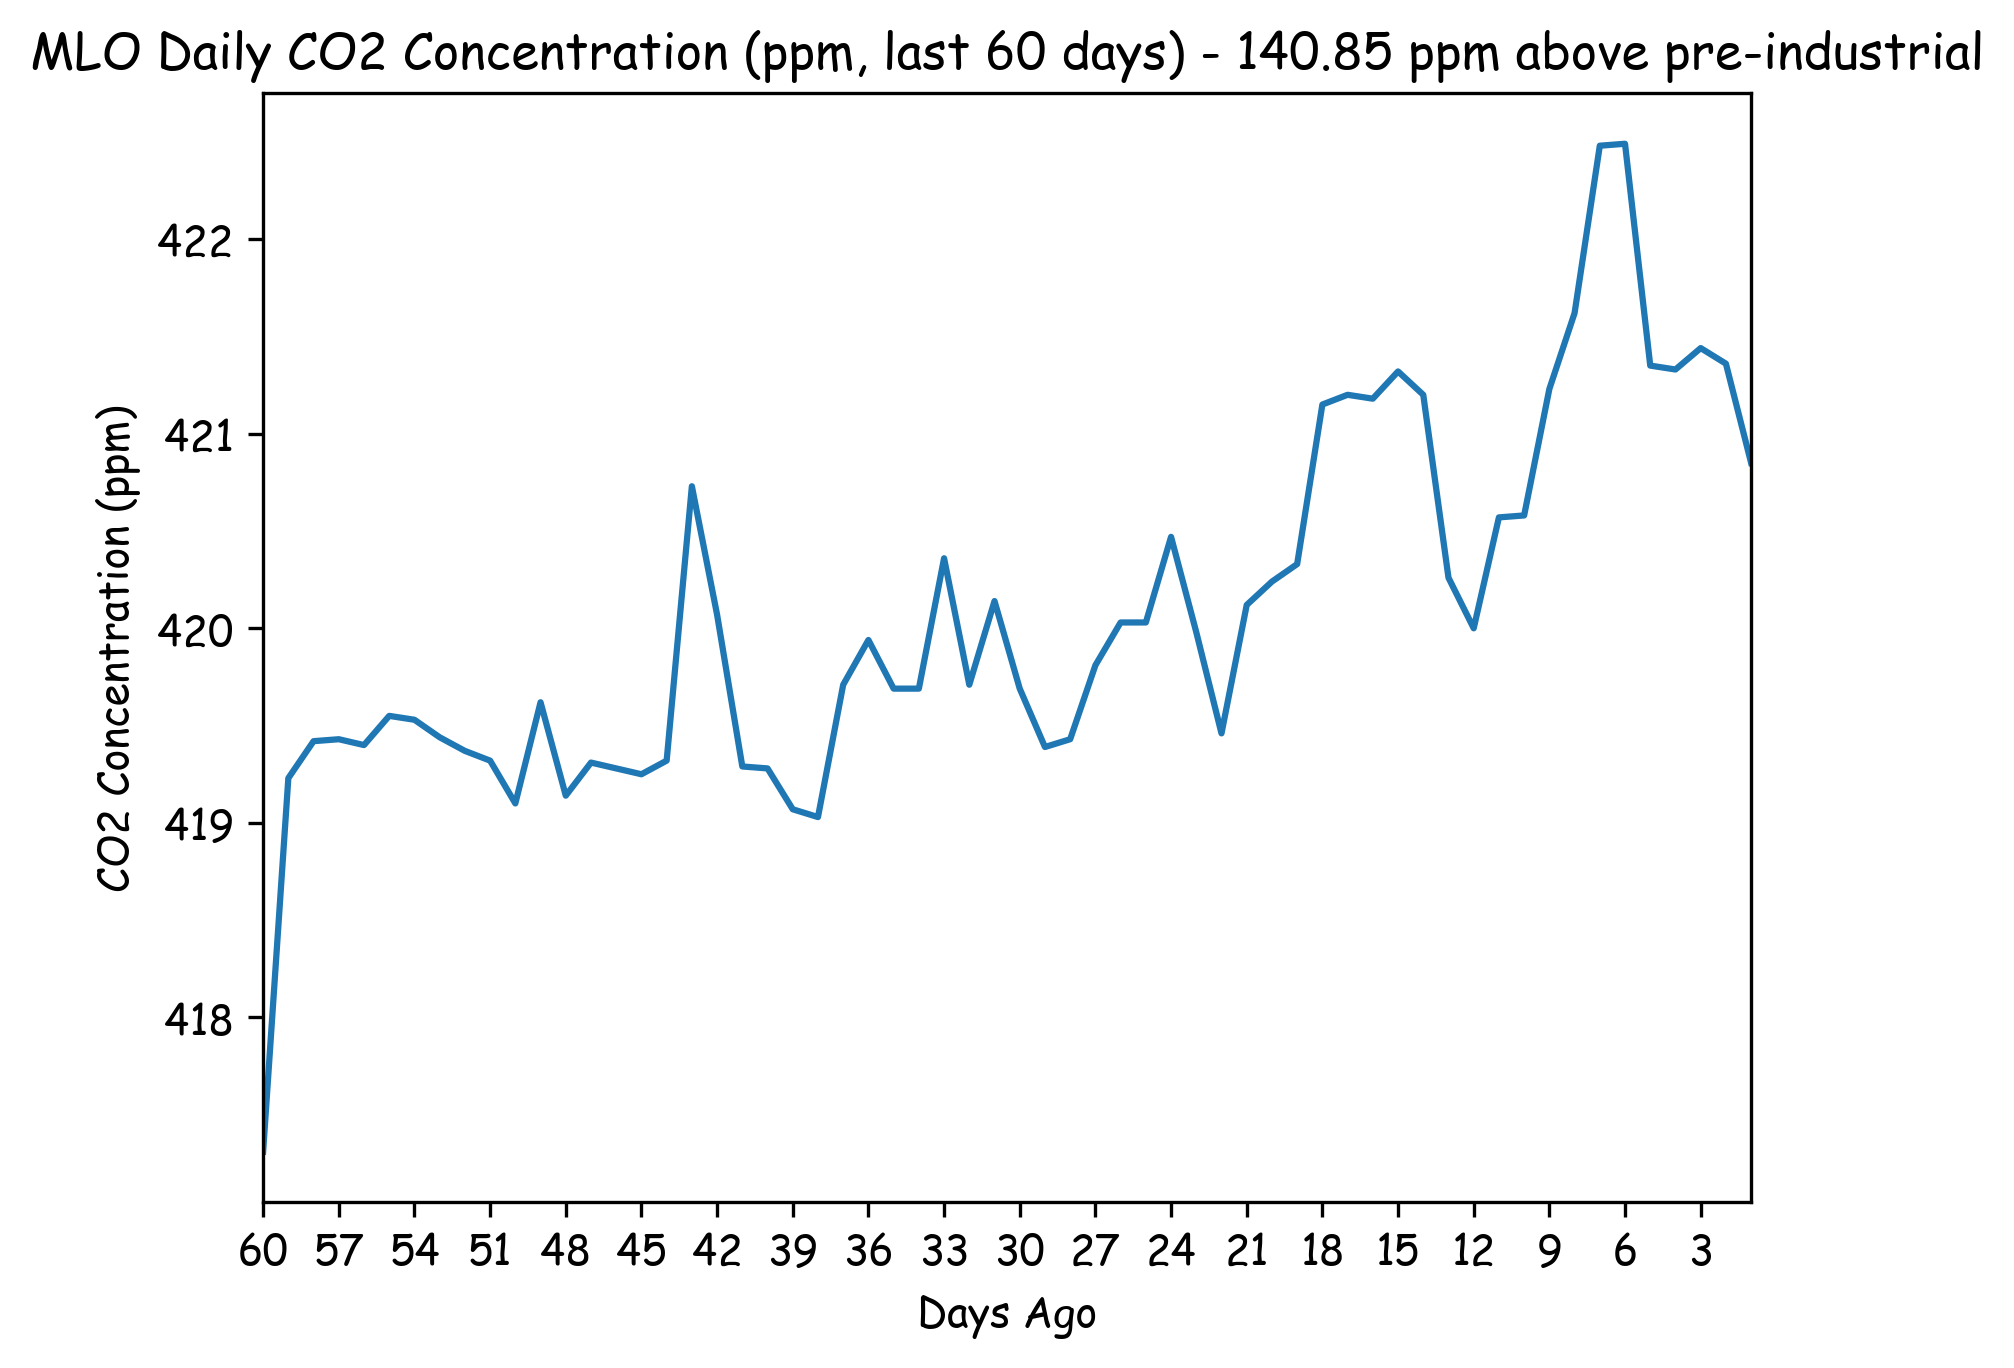 MLO Daily CO2 Concentration (ppm, last 60 days) - 140.85 ppm above pre-industrial
CO2 Concentration (ppm)
422
421
420
419
418
60 57 54 51 48 45 42 39 36 33 30 27 24 21 18 15 12 9 6 3
Days Ago